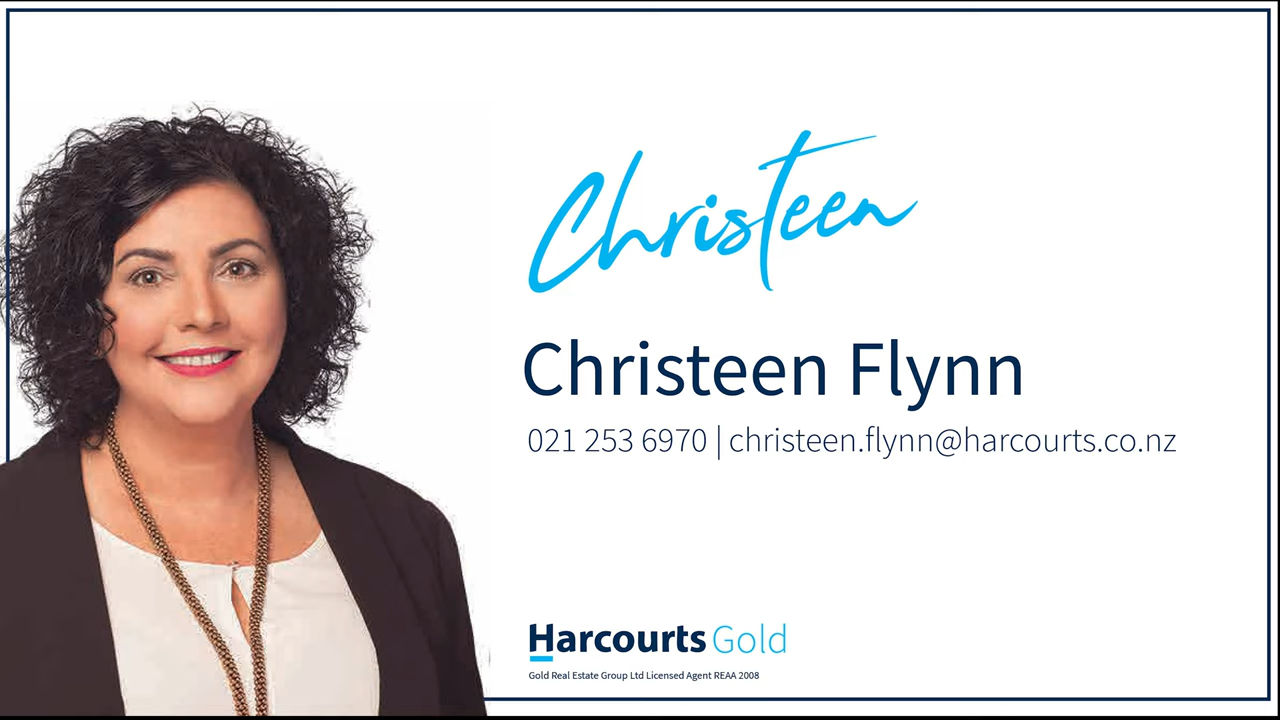 Christeen
Christeen Flynn
021 253 6970 | christeen.flynn@harcourts.co.nz
Harcourts Gold
Gold Real Estate Group Ltd Licensed Agent REAA 2008